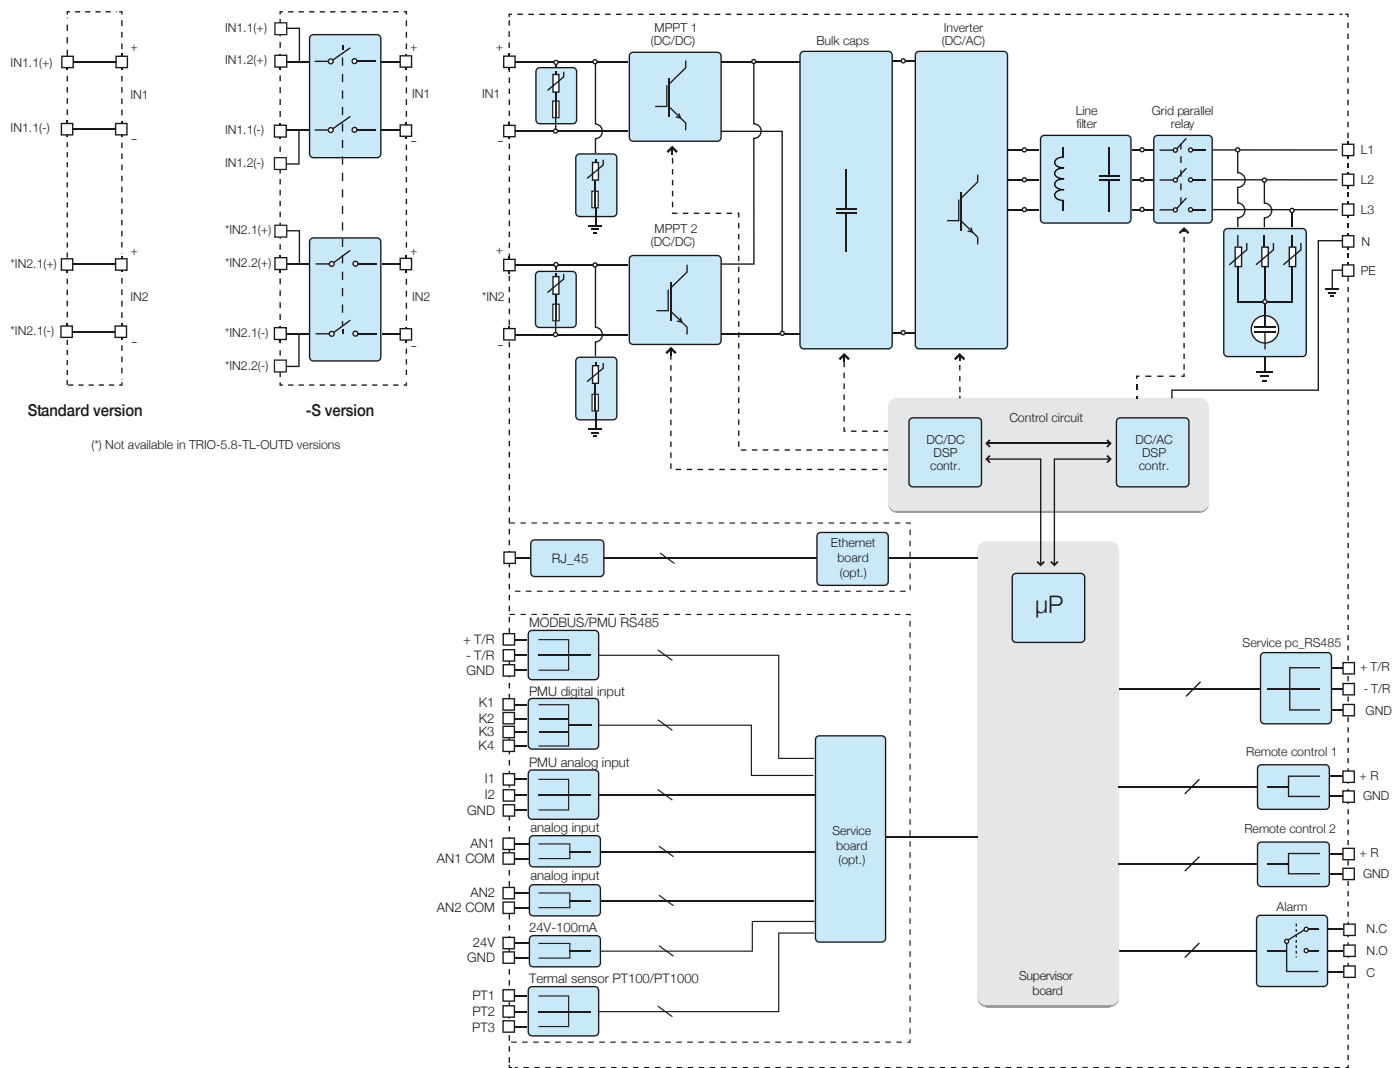 IN1.1(+)
+
IN1
IN1.1(-)
_
*IN2.1(+)
+
IN2
*IN2.1(-)
_
Standard version
IN1.1(+)
IN1.2(+)
+
IN1
IN1.1(-)
_
IN1.2(-)
*IN2.1(+)
*IN2.2(+)
+
IN2
*IN2.1(-)
_
*IN2.2(-)
-S version
(*) Not available in TRIO-5.8-TL-OUTD versions
+
IN1
_
+
*IN2
_
MPPT 1
(DC/DC)
MPPT 2
(DC/DC)
Bulk caps
Inverter
(DC/AC)
Line
filter
Grid parallel
relay
L1
L2
L3
N
PE
Control circuit
DC/DC
DSP
contr.
DC/AC
DSP
contr.
RJ_45
Ethernet
board
(opt.)
µP
MODBUS/PMU RS485
+ T/R
- T/R
GND
PMU digital input
K1
K2
K3
K4
PMU analog input
I1
I2
GND
analog input
AN1
AN1 COM
analog input
AN2
AN2 COM
24V-100mA
24V
GND
Termal sensor PT100/PT1000
PT1
PT2
PT3
Service
board
(opt.)
Supervisor
board
Service pc_RS485
+ T/R
- T/R
GND
Remote control 1
+ R
GND
Remote control 2
+ R
GND
Alarm
N.C
N.O
C